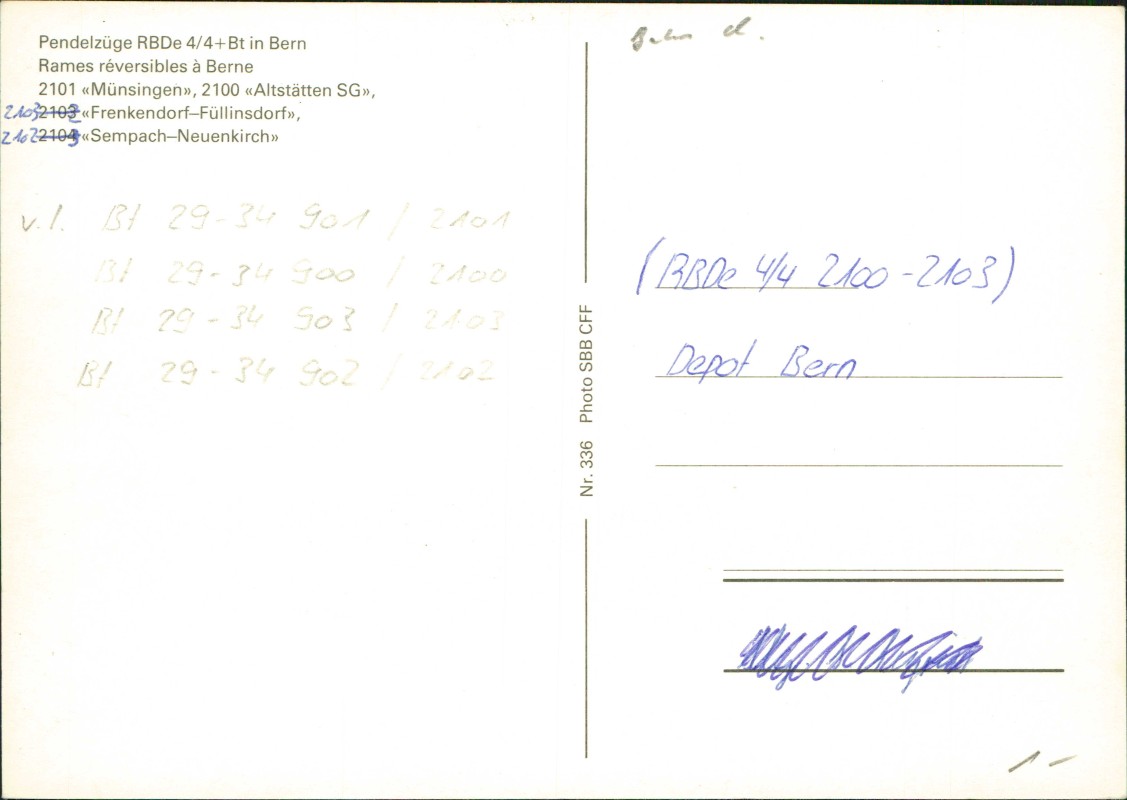 Pendelzüge RBDe 4/4+Bt in Bern
Rames réversibles à Berne
2101 «Münsingen», 2100 «Altstätten SG»,
2103 2103 «Frenkendorf–Füllinsdorf»,
2102 2104 «Sempach–Neuenkirch»
v.l. Bt 29-34 901 / 2101
Bt 29-34 900 / 2100
Bt 29-34 903 / 2103
Bt 29-34 902 / 2102
Nr. 336 Photo SBB CFF
(RBDe 4/4 2100-2103)
Depot Bern
1.-